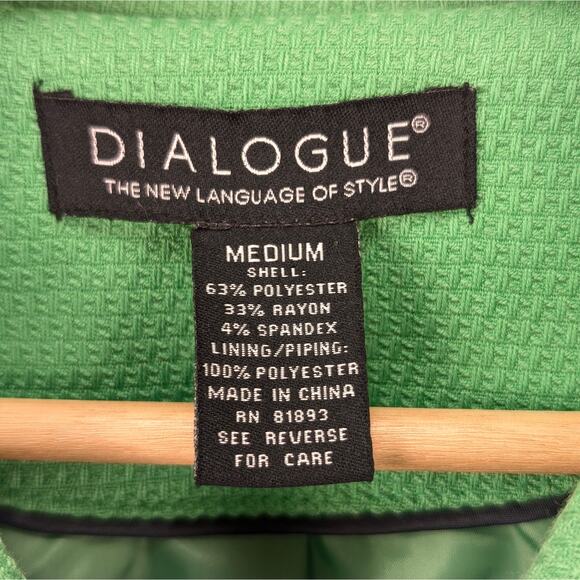 DIALOGUE®
THE NEW LANGUAGE OF STYLE®
MEDIUM
SHELL:
63% POLYESTER
33% RAYON
4% SPANDEX
LINING/PIPING:
100% POLYESTER
MADE IN CHINA
RN 81893
SEE REVERSE
FOR CARE